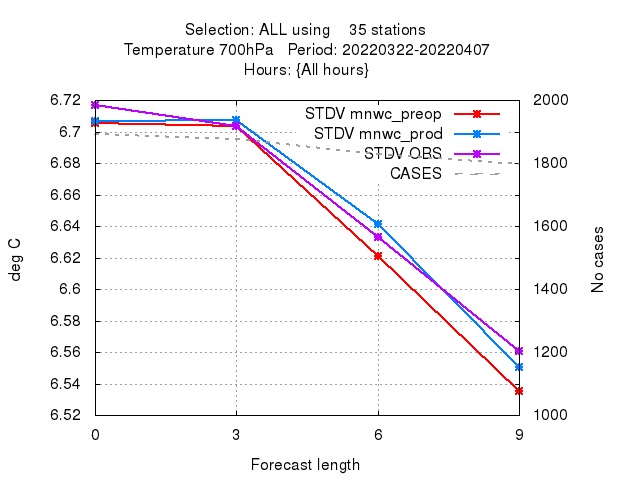 Selection: ALL using 35 stations
Temperature 700hPa Period: 20220322-20220407
Hours: {All hours}
6.72
6.7
6.68
6.66
6.64
6.62
6.6
6.58
6.56
6.54
6.52
deg C
STDV mnwc_preop
STDV mnwc_prod
STDV OBS
CASES
2000
1800
1600
1400
1200
1000
No cases
0 3 6 9
Forecast length